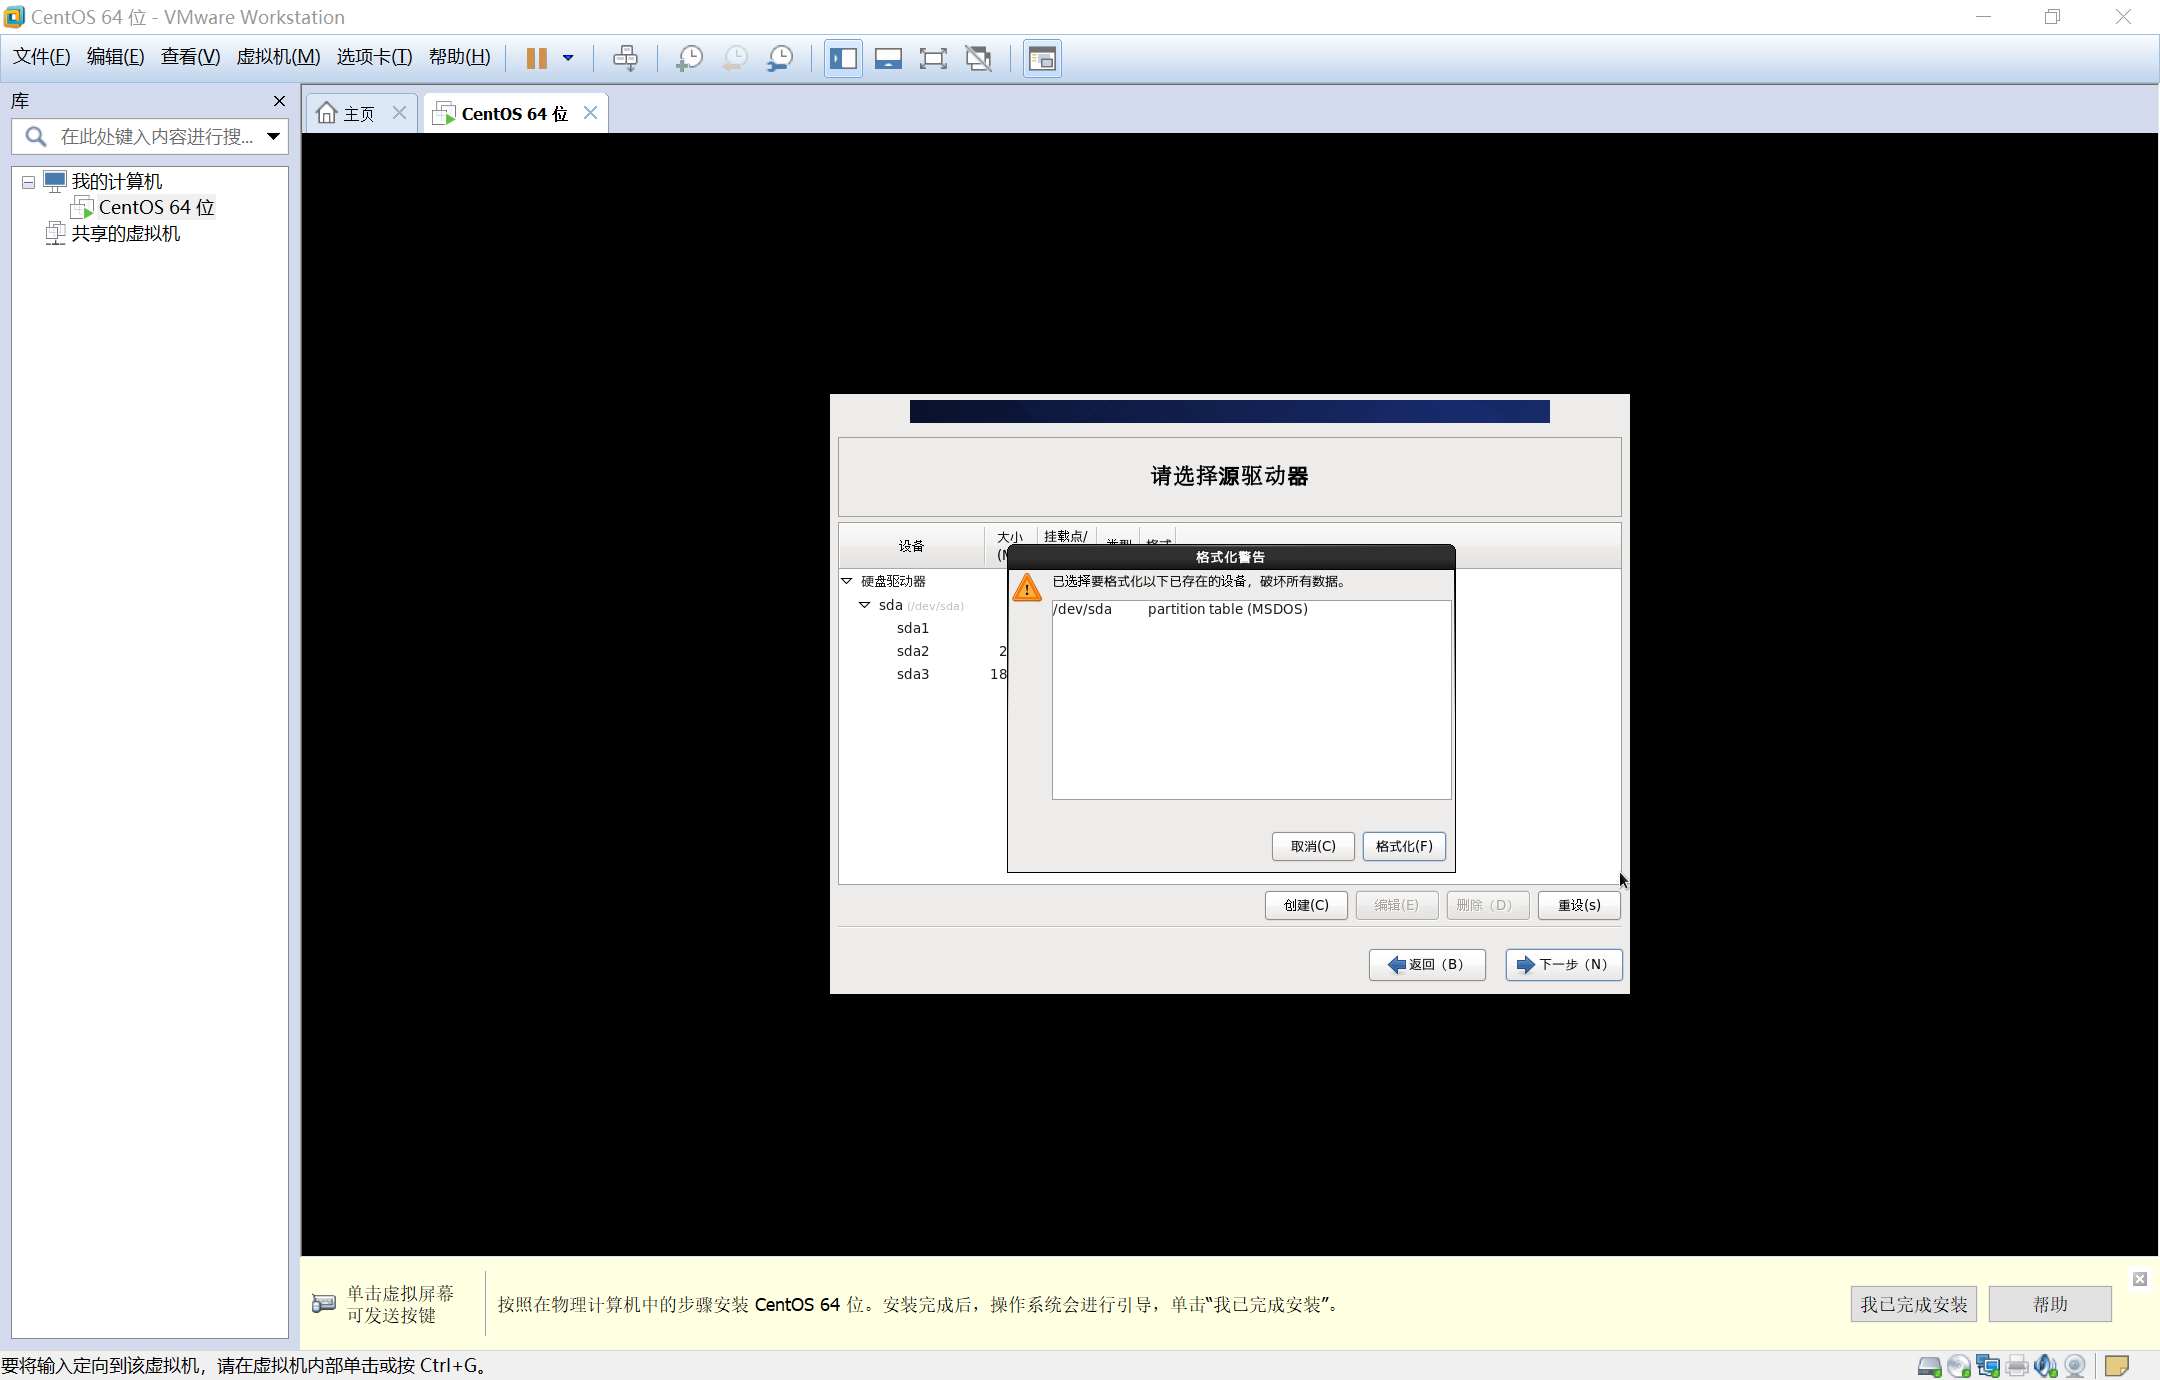 CentOS 64 位 - VMware Workstation
文件(F) 编辑(E) 查看(V) 虚拟机(M) 选项卡(T) 帮助(H)
库
在此处键入内容进行搜...
我的计算机
CentOS 64 位
共享的虚拟机
主页
CentOS 64 位
请选择源驱动器
设备
大小
挂载点/
硬盘驱动器
sda (/dev/sda)
sda1
sda2 2
sda3 18
格式化警告
已选择要格式化以下已存在的设备，破坏所有数据。
/dev/sda partition table (MSDOS)
取消(C) 格式化(F)
创建(C) 编辑(E) 删除（D） 重设(s)
返回（B） 下一步（N）
单击虚拟屏幕
可发送按键
按照在物理计算机中的步骤安装 CentOS 64 位。安装完成后，操作系统会进行引导，单击“我已完成安装”。
我已完成安装 帮助
要将输入定向到该虚拟机，请在虚拟机内部单击或按 Ctrl+G。